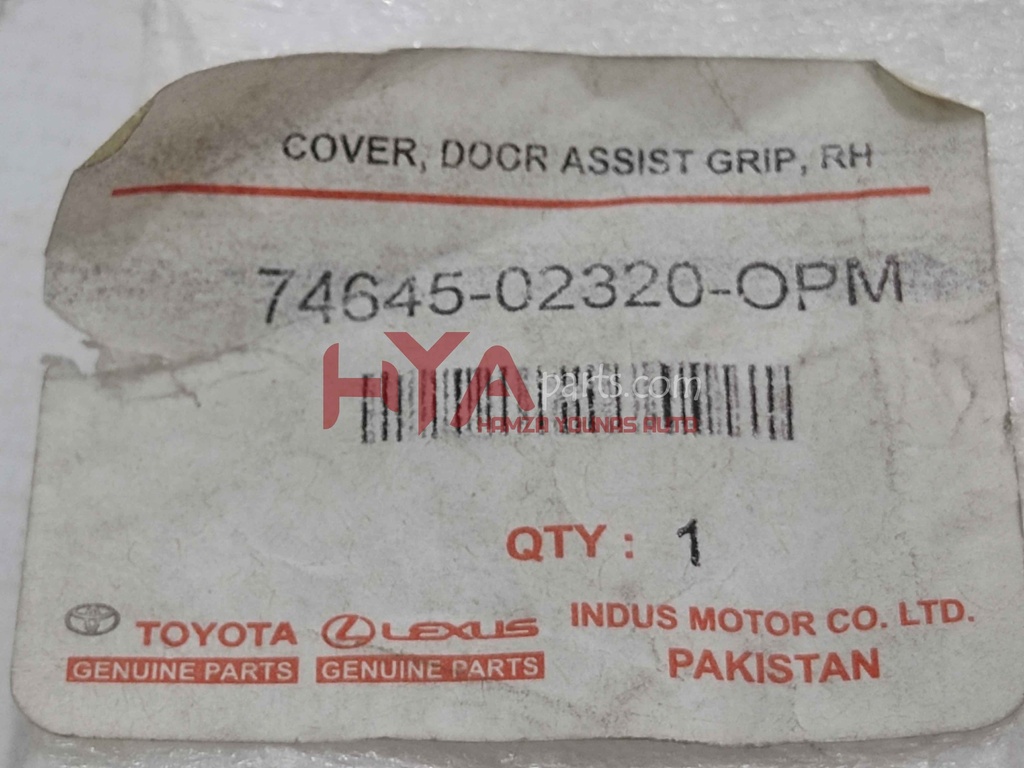 COVER, DOOR ASSIST GRIP, RH
74645-02320-OPM
HYA parts.com
HAMZA YOUNAS AUTO
QTY : 1
TOYOTA
GENUINE PARTS
LEXUS
GENUINE PARTS
INDUS MOTOR CO. LTD.
PAKISTAN